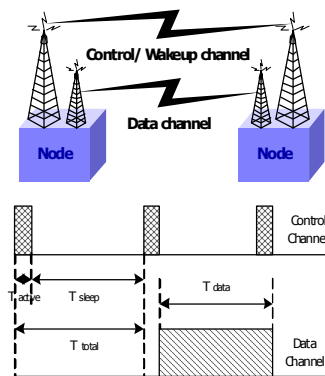 Control/ Wakeup channel
Data channel
Node
Node
Control
Channel
T active
T sleep
T data
T total
Data
Channel